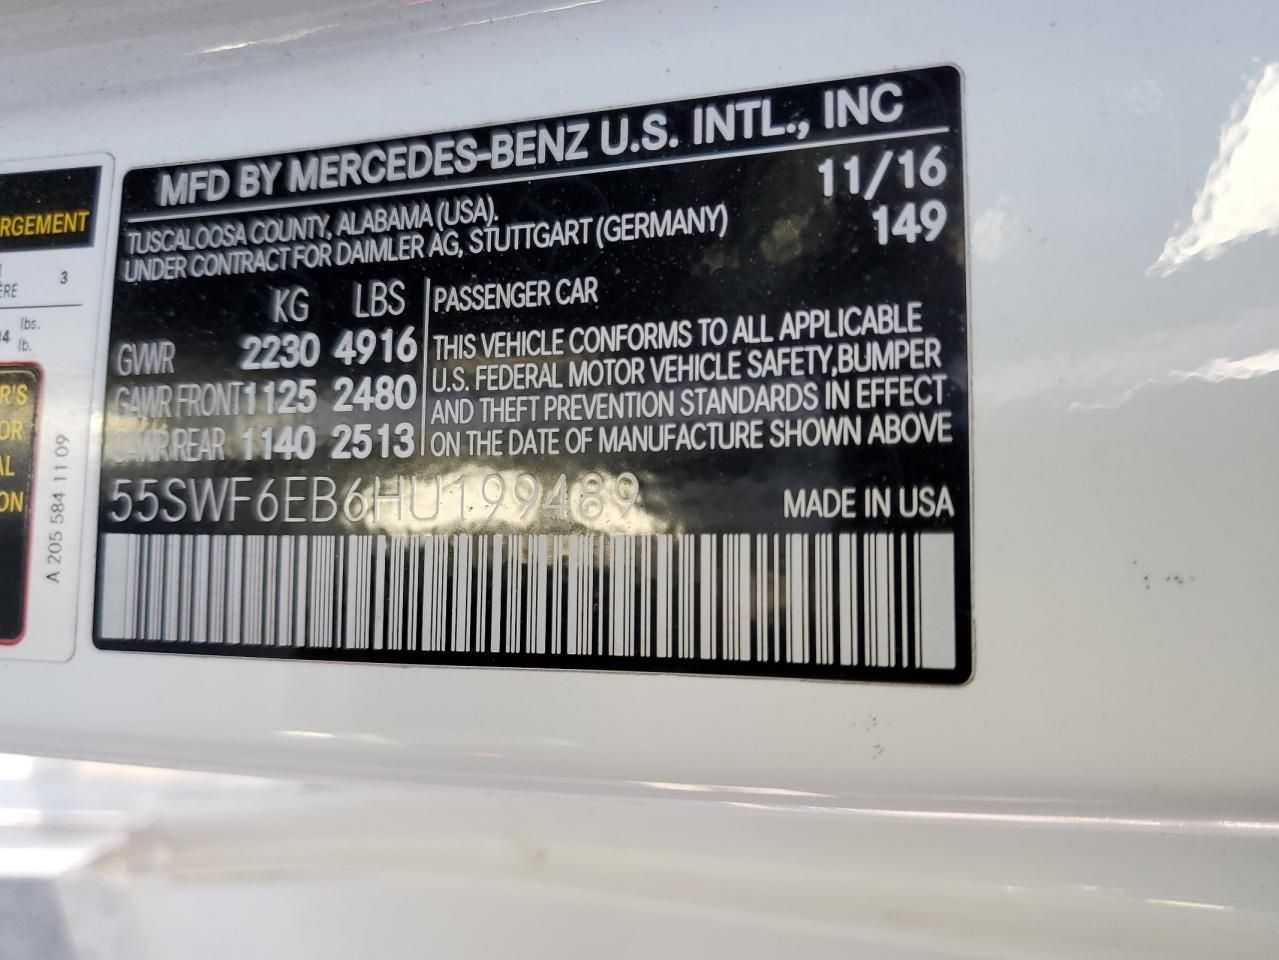 MFD BY MERCEDES-BENZ U.S. INTL., INC
TUSCALOOSA COUNTY, ALABAMA (USA).
UNDER CONTRACT FOR DAIMLER AG, STUTTGART (GERMANY)
11/16
149
KG LBS
GVWR 2230 4916
GAWR FRONT 1125 2480
GAWR REAR 1140 2513
PASSENGER CAR
THIS VEHICLE CONFORMS TO ALL APPLICABLE
U.S. FEDERAL MOTOR VEHICLE SAFETY,BUMPER
AND THEFT PREVENTION STANDARDS IN EFFECT
ON THE DATE OF MANUFACTURE SHOWN ABOVE
55SWF6EB6HU199489
MADE IN USA
3
lbs.
lb.
A 205 584 11 09